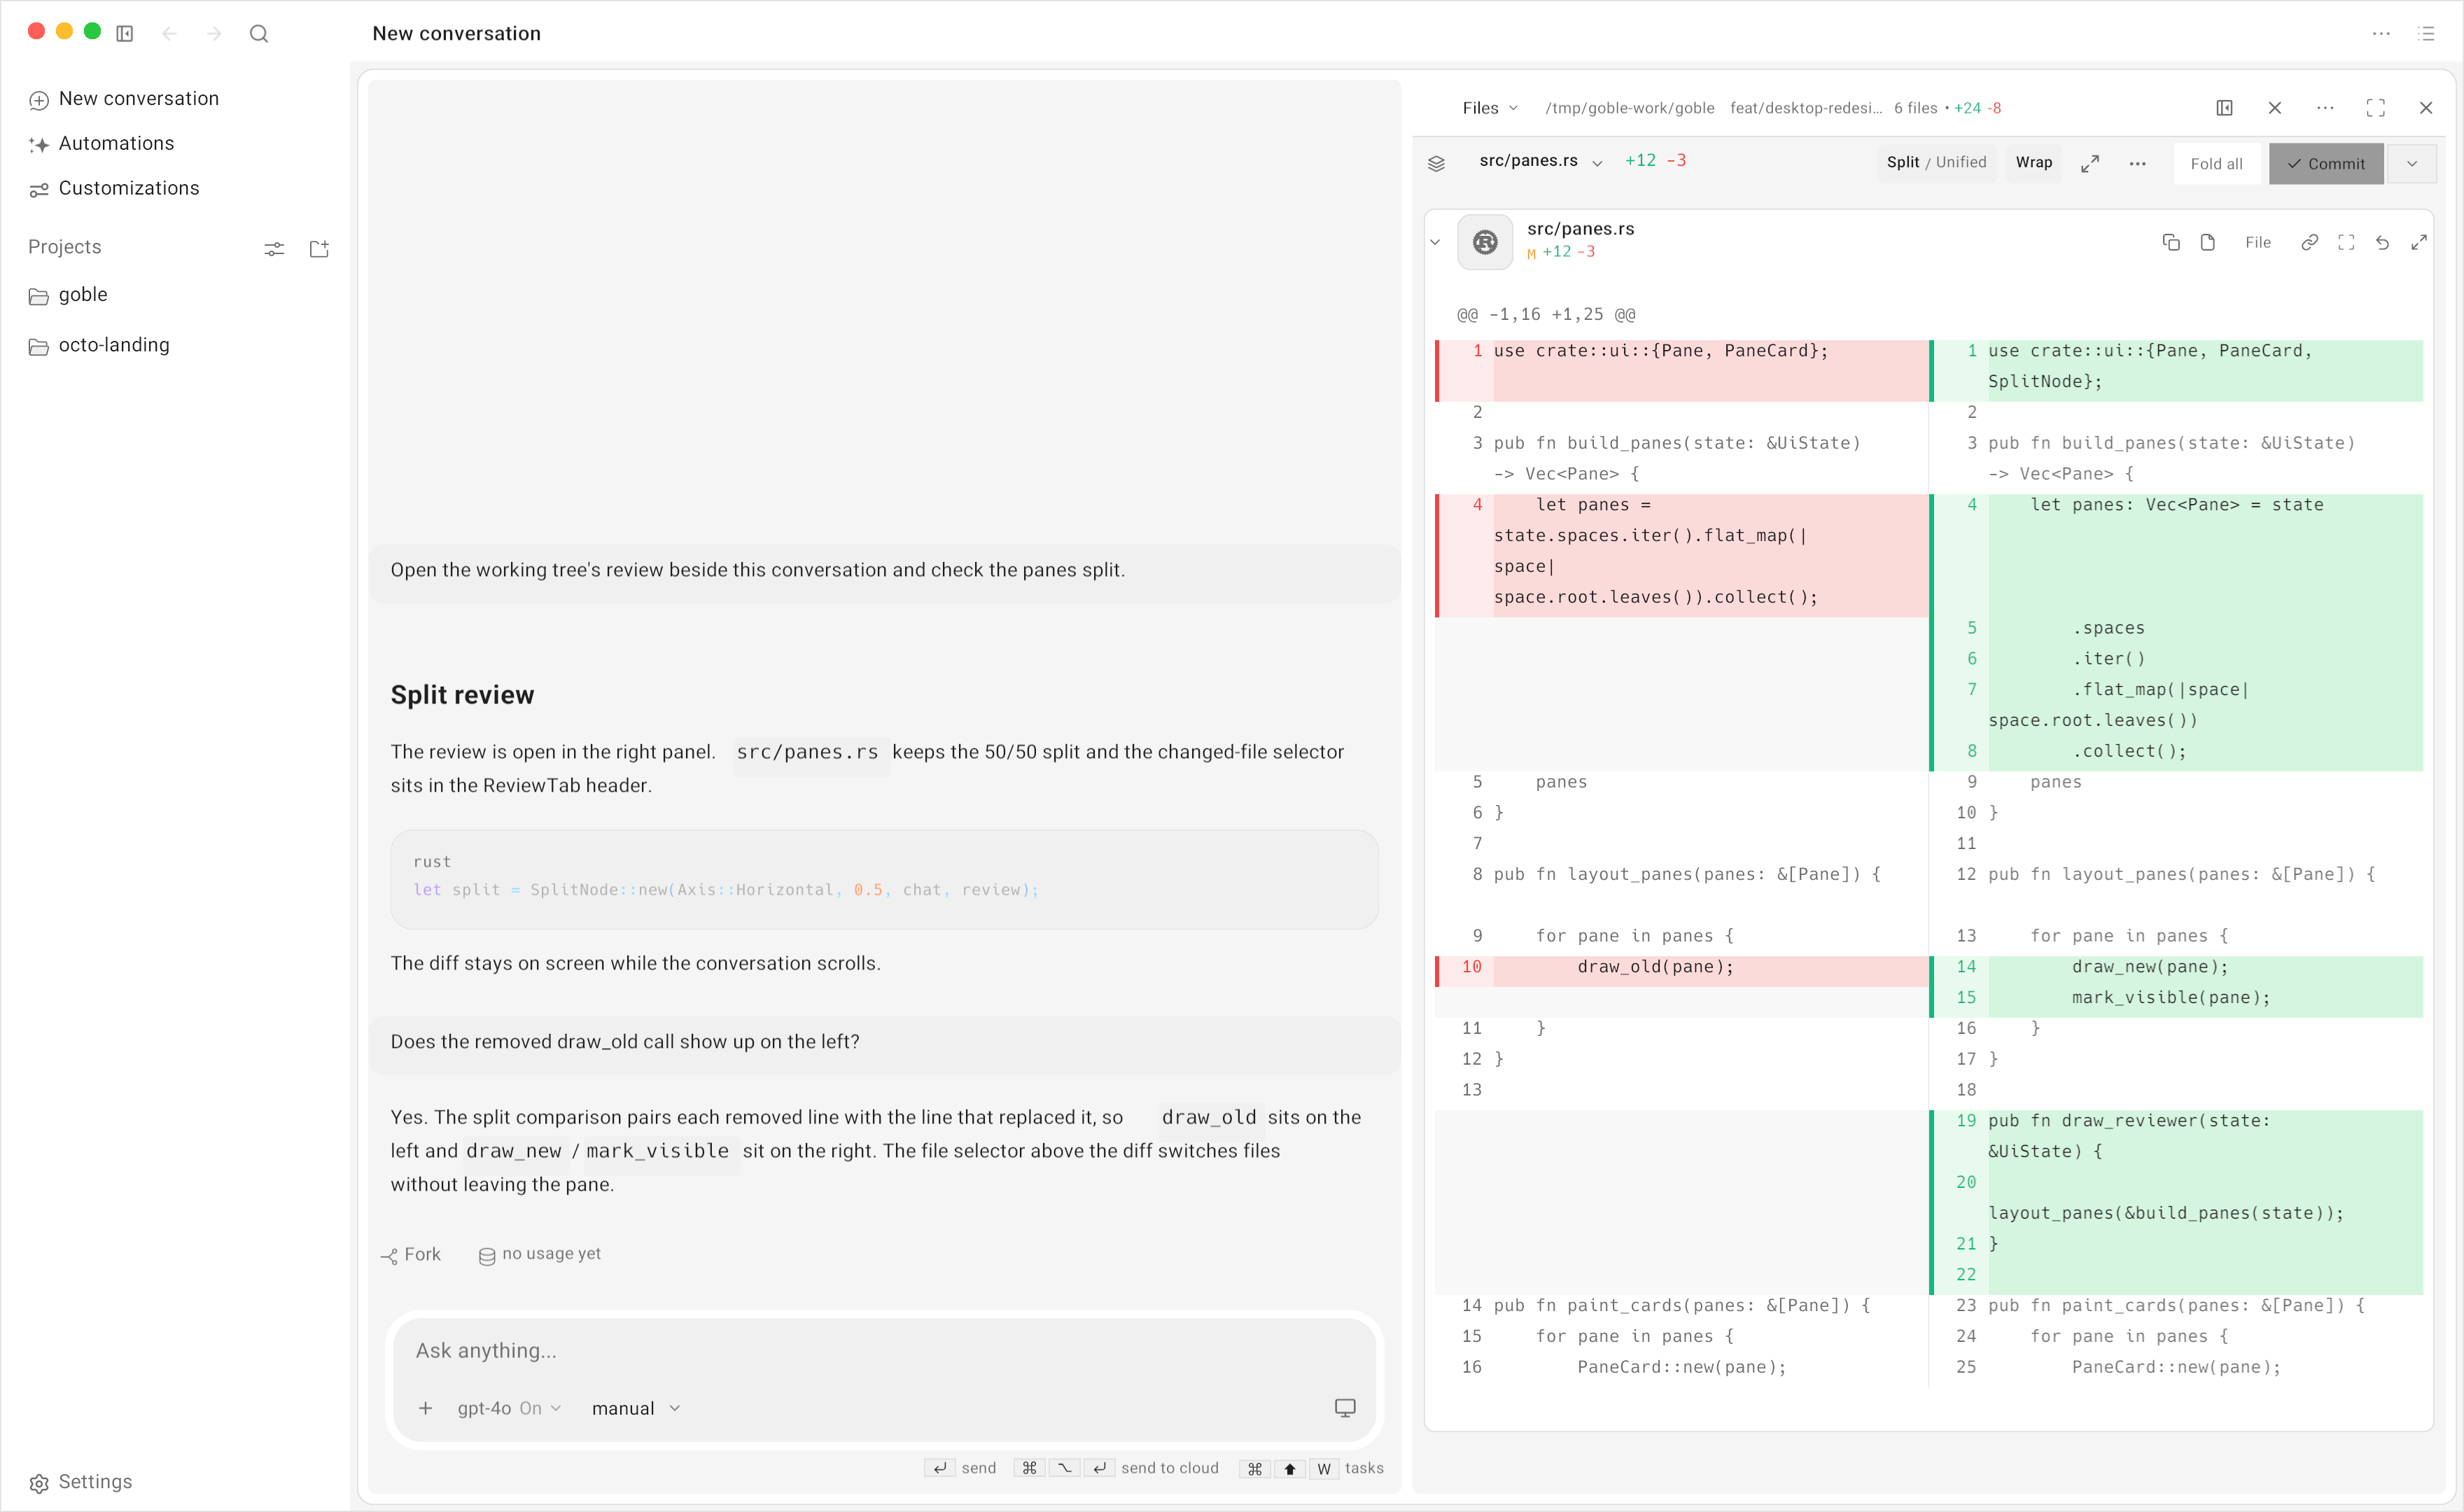 New conversation
New conversation
Automations
Customizations
Projects
goble
octo-landing
Settings
Open the working tree's review beside this conversation and check the panes split.
Split review
The review is open in the right panel. src/panes.rs keeps the 50/50 split and the changed-file selector
sits in the ReviewTab header.
rust
let split = SplitNode::new(Axis::Horizontal, 0.5, chat, review);
The diff stays on screen while the conversation scrolls.
Does the removed draw_old call show up on the left?
Yes. The split comparison pairs each removed line with the line that replaced it, so draw_old sits on the
left and draw_new / mark_visible sit on the right. The file selector above the diff switches files
without leaving the pane.
Fork no usage yet
Ask anything...
+ gpt-4o On manual
send send to cloud W tasks
Files /tmp/goble-work/goble feat/desktop-redesi… 6 files • +24 -8
src/panes.rs +12 -3 Split / Unified Wrap Fold all Commit
src/panes.rs
M +12 -3
File
@@ -1,16 +1,25 @@
1 use crate::ui::{Pane, PaneCard};
2
3 pub fn build_panes(state: &UiState)
-> Vec<Pane> {
4 let panes =
state.spaces.iter().flat_map(|
space|
space.root.leaves()).collect();
5 panes
6 }
7
8 pub fn layout_panes(panes: &[Pane]) {
9 for pane in panes {
10 draw_old(pane);
11 }
12 }
13
14 pub fn paint_cards(panes: &[Pane]) {
15 for pane in panes {
16 PaneCard::new(pane);
1 use crate::ui::{Pane, PaneCard,
SplitNode};
2
3 pub fn build_panes(state: &UiState)
-> Vec<Pane> {
4 let panes: Vec<Pane> = state
5 .spaces
6 .iter()
7 .flat_map(|space|
space.root.leaves())
8 .collect();
9 panes
10 }
11
12 pub fn layout_panes(panes: &[Pane]) {
13 for pane in panes {
14 draw_new(pane);
15 mark_visible(pane);
16 }
17 }
18
19 pub fn draw_reviewer(state:
&UiState) {
20
layout_panes(&build_panes(state));
21 }
22
23 pub fn paint_cards(panes: &[Pane]) {
24 for pane in panes {
25 PaneCard::new(pane);